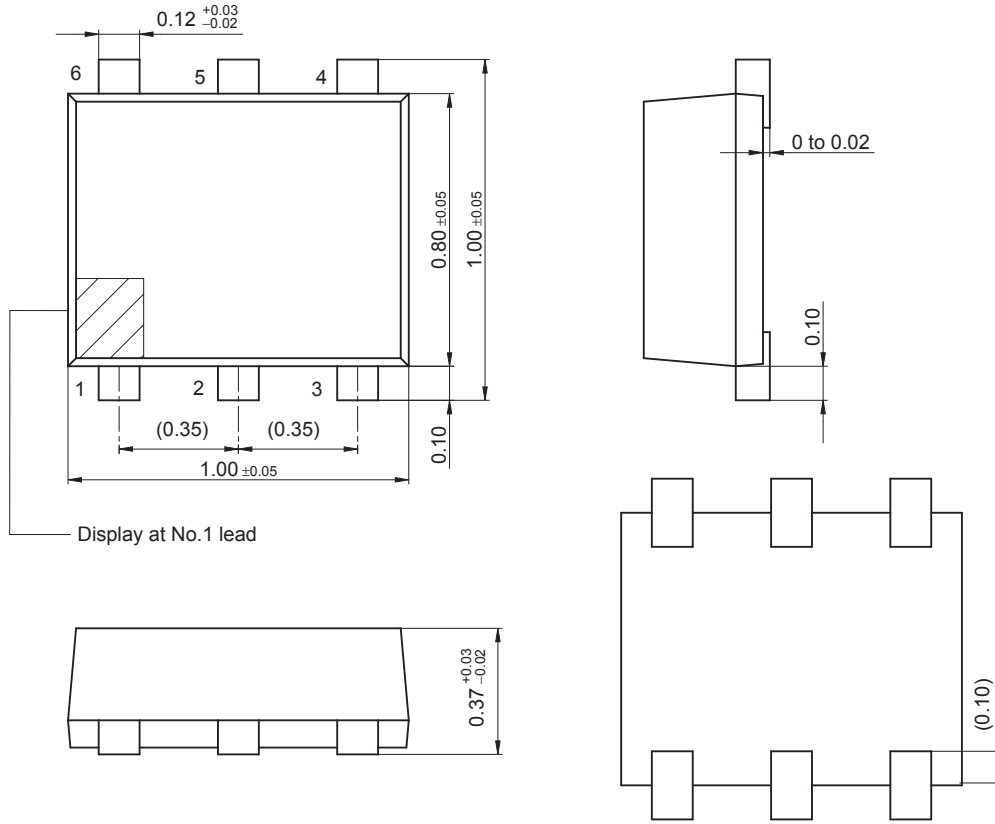 0.12 +0.03 −0.02
6 5 4
0 to 0.02
0.80 ±0.05
1.00 ±0.05
0.10
1 2 3
(0.35) (0.35)
0.10
1.00 ±0.05
Display at No.1 lead
0.37 +0.03 −0.02
(0.10)